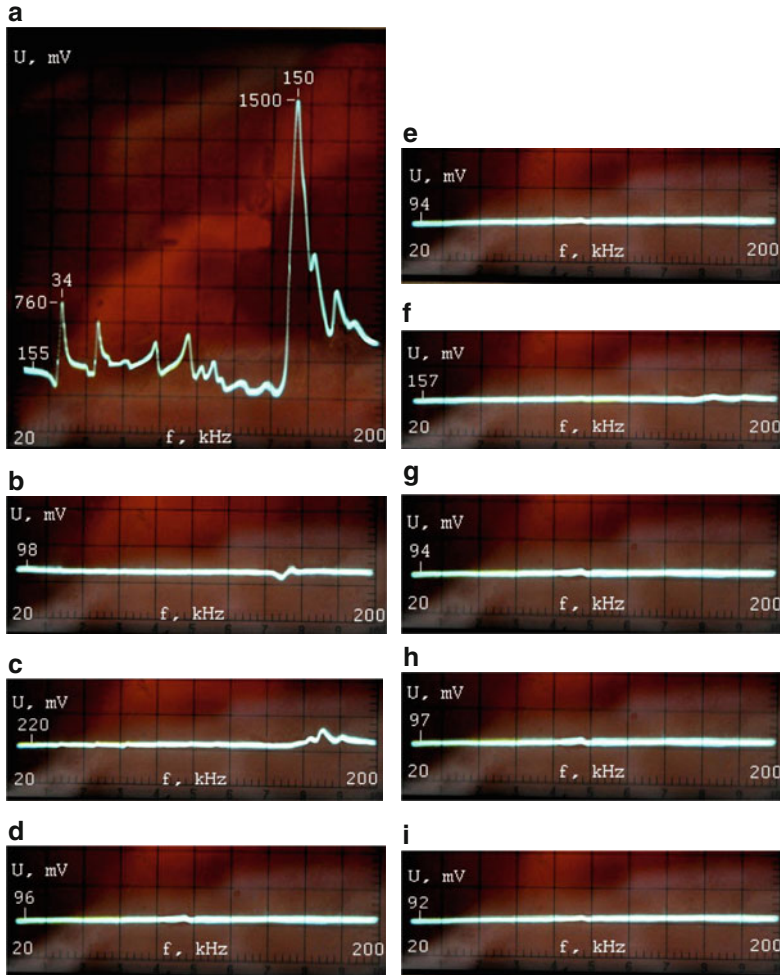 a
U, mV
150
1500
34
760
155
20 f, kHz 200
b
U, mV
98
20 f, kHz 200
c
U, mV
220
20 f, kHz 200
d
U, mV
96
20 f, kHz 200
e
U, mV
94
20 f, kHz 200
f
U, mV
157
20 f, kHz 200
g
U, mV
94
20 f, kHz 200
h
U, mV
97
20 f, kHz 200
i
U, mV
92
20 f, kHz 200